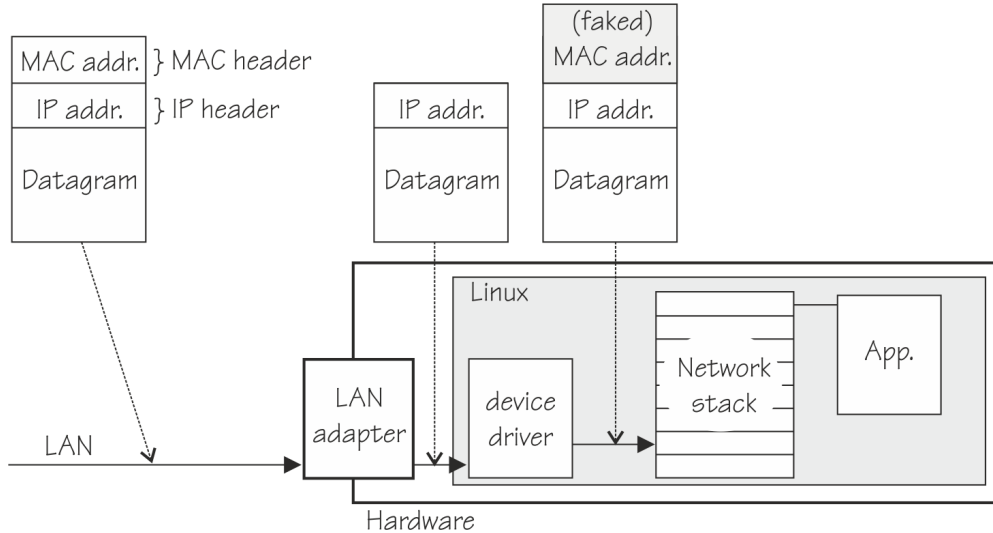 (faked)
MAC addr.
IP addr.
Datagram
MAC addr. } MAC header
IP addr. } IP header
Datagram
IP addr.
Datagram
Linux
Network
stack
App.
device
driver
LAN
adapter
LAN
Hardware